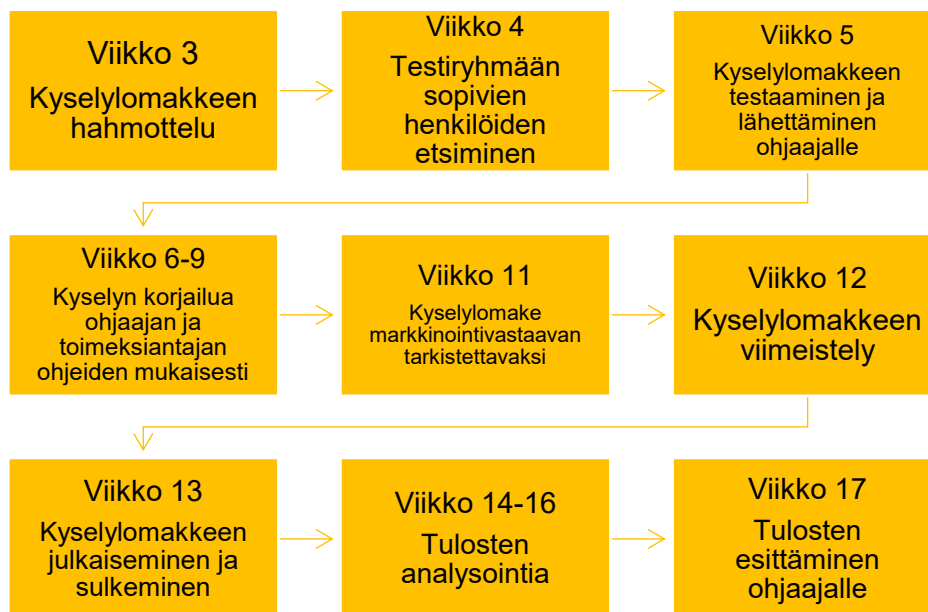 Viikko 3
Kyselylomakkeen
hahmottelu
Viikko 4
Testiryhmään
sopivien
henkilöiden
etsiminen
Viikko 5
Kyselylomakkeen
testaaminen ja
lähettäminen
ohjaajalle
Viikko 6-9
Kyselyn korjailua
ohjaajan ja
toimeksiantajan
ohjeiden mukaisesti
Viikko 11
Kyselylomake
markkinointivastaavan
tarkistettavaksi
Viikko 12
Kyselylomakkeen
viimeistely
Viikko 13
Kyselylomakkeen
julkaiseminen ja
sulkeminen
Viikko 14-16
Tulosten
analysointia
Viikko 17
Tulosten
esittäminen
ohjaajalle